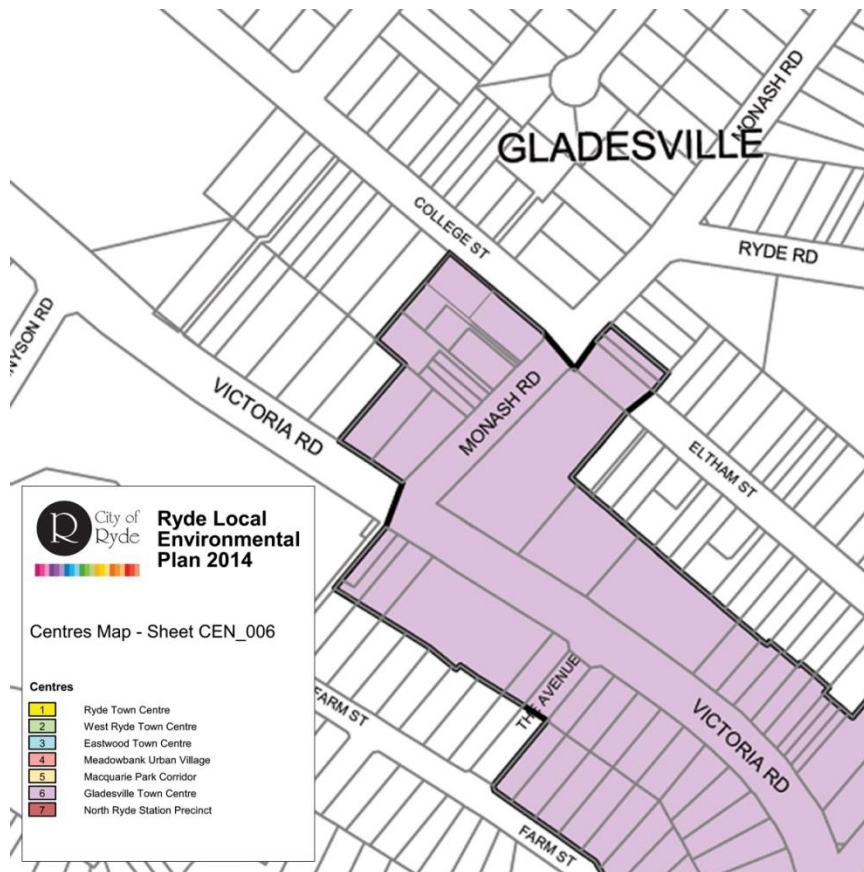 MONASH RD
GLADESVILLE
COLLEGE ST
RYDE RD
NYSON RD
VICTORIA RD
MONASH RD
ELTHAM ST
R
City of
Ryde
Ryde Local
Environmental
Plan 2014
Centres Map - Sheet CEN_006
Centres
1 Ryde Town Centre
2 West Ryde Town Centre
3 Eastwood Town Centre
4 Meadowbank Urban Village
5 Macquarie Park Corridor
6 Gladesville Town Centre
7 North Ryde Station Precinct
FARM ST
THE AVENUE
VICTORIA RD
FARM ST